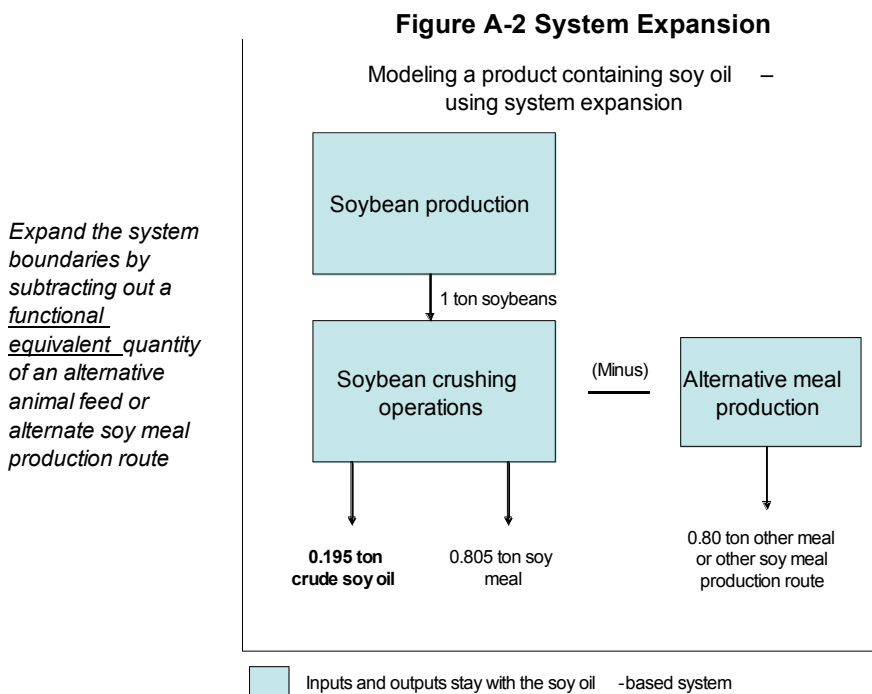 Figure A-2 System Expansion
Modeling a product containing soy oil –
using system expansion
Expand the system
boundaries by
subtracting out a
functional
equivalent quantity
of an alternative
animal feed or
alternate soy meal
production route
Soybean production
1 ton soybeans
Soybean crushing
operations
(Minus)
Alternative meal
production
0.195 ton
crude soy oil
0.805 ton soy
meal
0.80 ton other meal
or other soy meal
production route
Inputs and outputs stay with the soy oil -based system